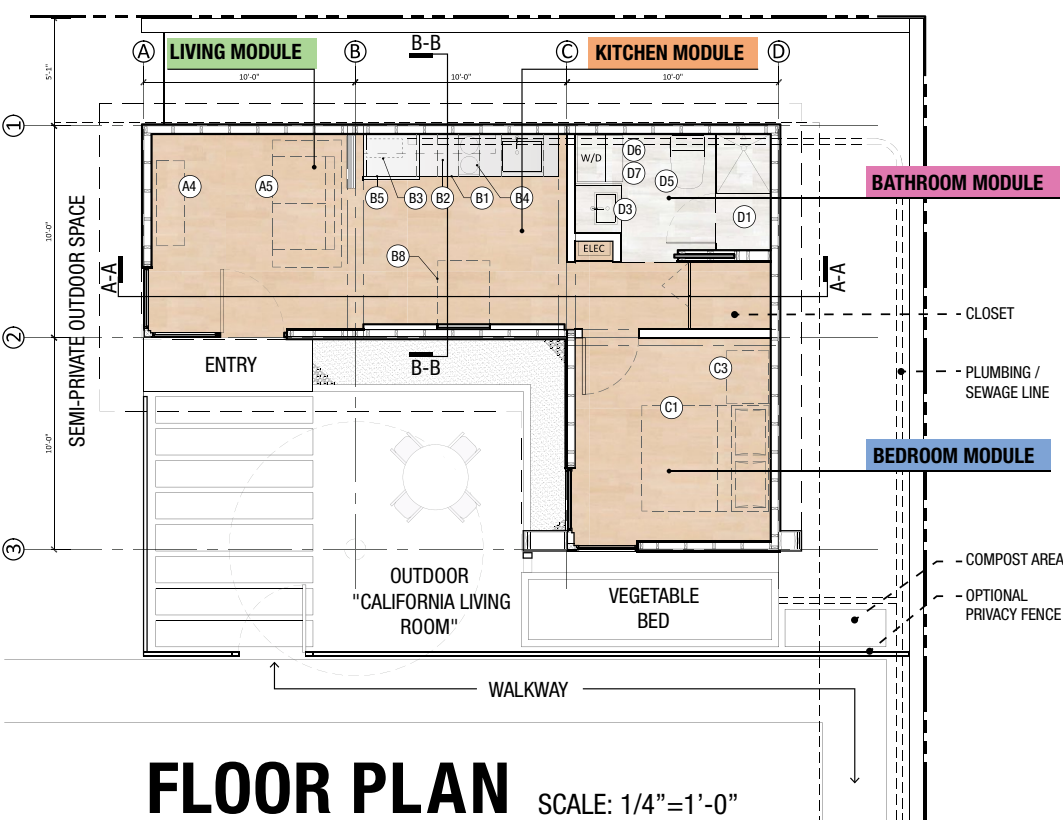 B-B
A
LIVING MODULE
B
C
KITCHEN MODULE
D
10'-0"
10'-0"
10'-0"
5'-1"
1
W/D
D6
D7
D5
A4
A5
B5
B3
B2
B1
B4
D3
D1
BATHROOM MODULE
10'-0"
SEMI-PRIVATE OUTDOOR SPACE
B8
ELEC
A-A
A-A
CLOSET
2
ENTRY
B-B
C3
PLUMBING /
SEWAGE LINE
C1
10'-0"
BEDROOM MODULE
3
OUTDOOR
"CALIFORNIA LIVING
ROOM"
VEGETABLE
BED
COMPOST AREA
OPTIONAL
PRIVACY FENCE
WALKWAY
FLOOR PLAN
SCALE: 1/4”=1’-0”